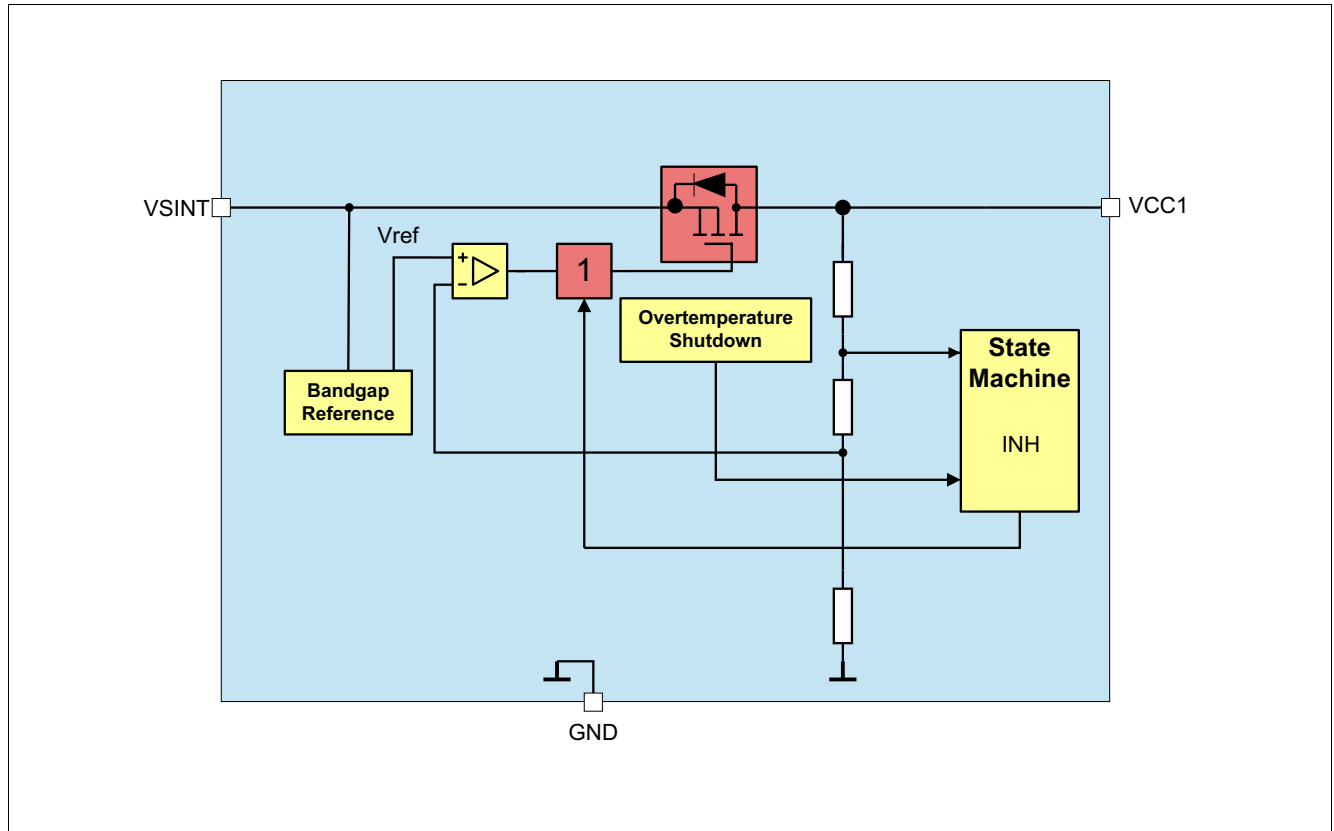 VSINT
VCC1
Vref
+
-
1
Overtemperature
Shutdown
State
Machine
INH
Bandgap
Reference
GND